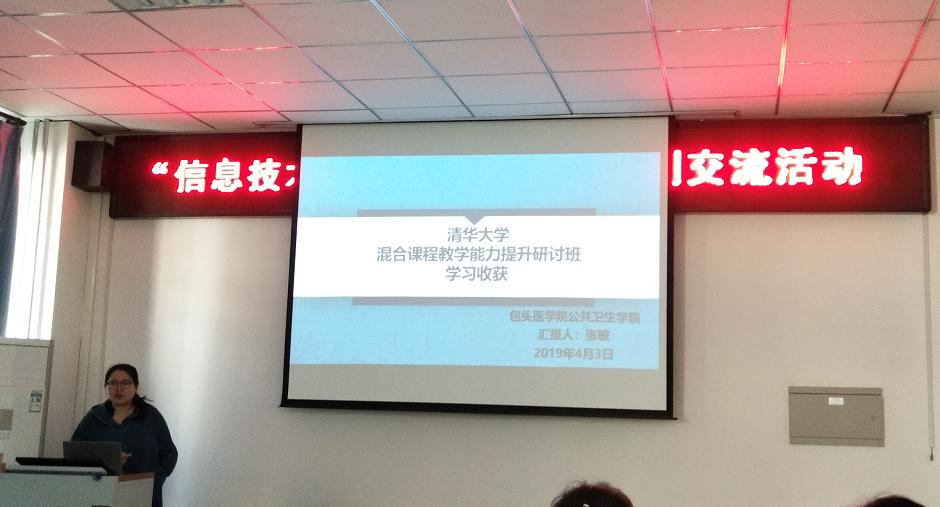 “信息技
交流活动
清华大学
混合课程教学能力提升研讨班
学习收获
包头医学院公共卫生学院
汇报人：张敏
2019年4月3日